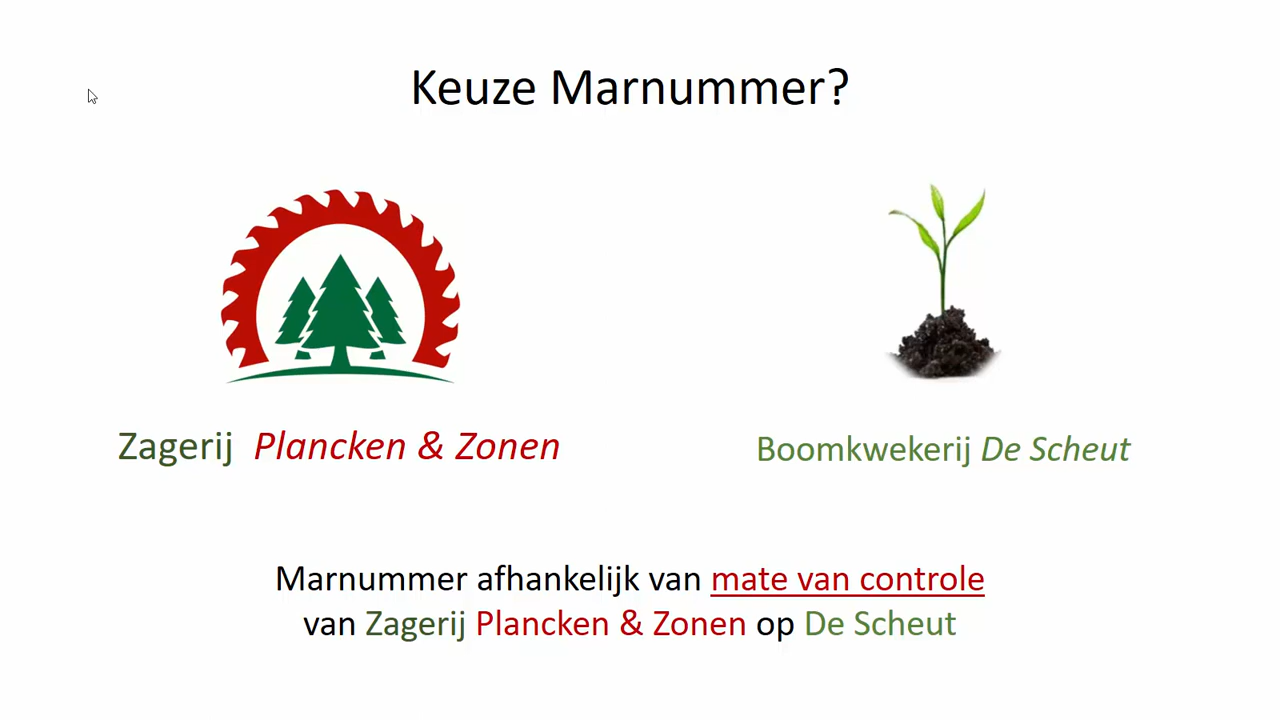 Keuze Marnummer?
Zagerij Plancken & Zonen
Boomkwekerij De Scheut
Marnummer afhankelijk van mate van controle
van Zagerij Plancken & Zonen op De Scheut